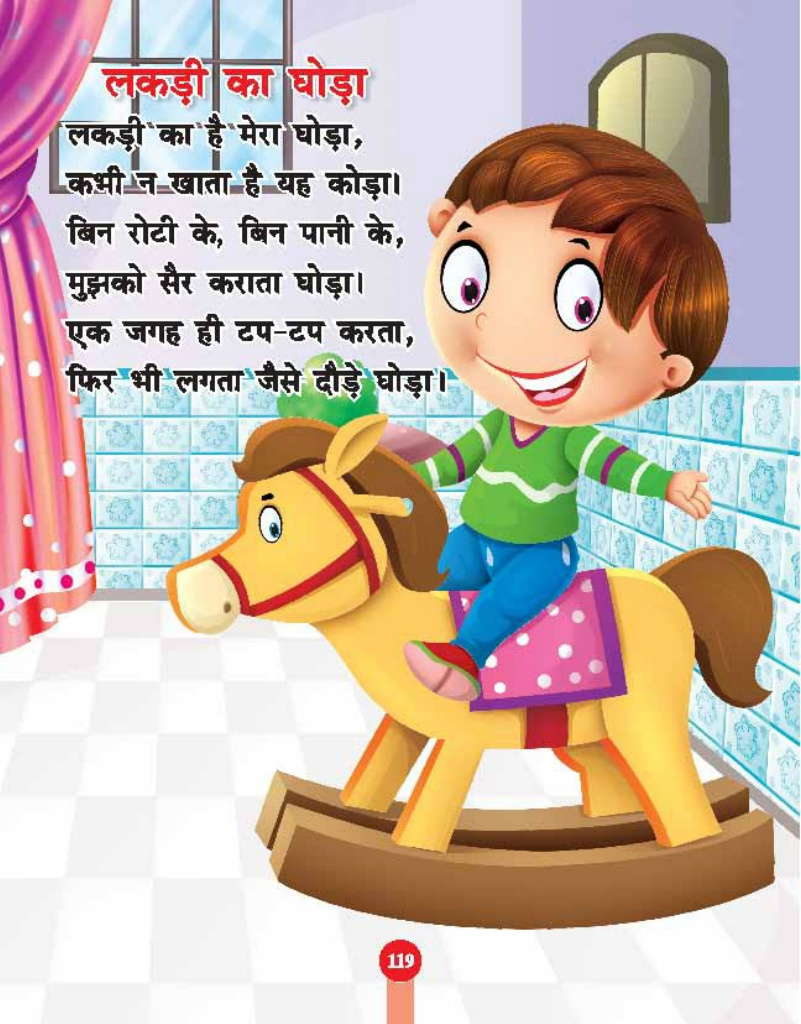 लकड़ी का घोड़ा
लकड़ी का है मेरा घोड़ा,
कभी न खाता है यह कोड़ा।
बिन रोटी के, बिन पानी के,
मुझको सैर कराता घोड़ा।
एक जगह ही टप-टप करता,
फिर भी लगता जैसे दौड़े घोड़ा।
119